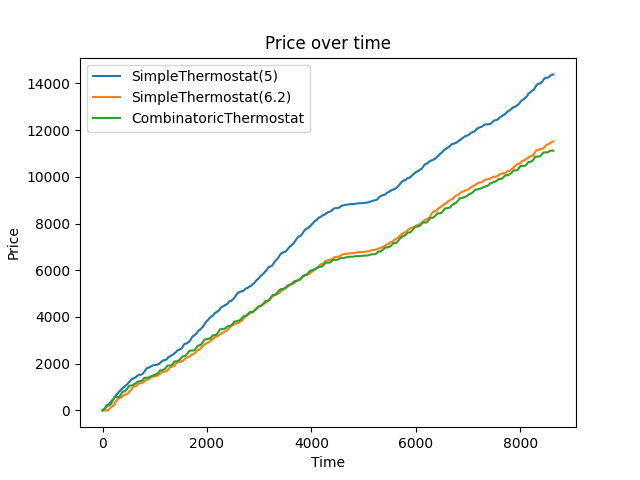 Price over time
SimpleThermostat(5)
SimpleThermostat(6.2)
CombinatoricThermostat
14000
12000
10000
8000
6000
4000
2000
0
Price
0 2000 4000 6000 8000
Time